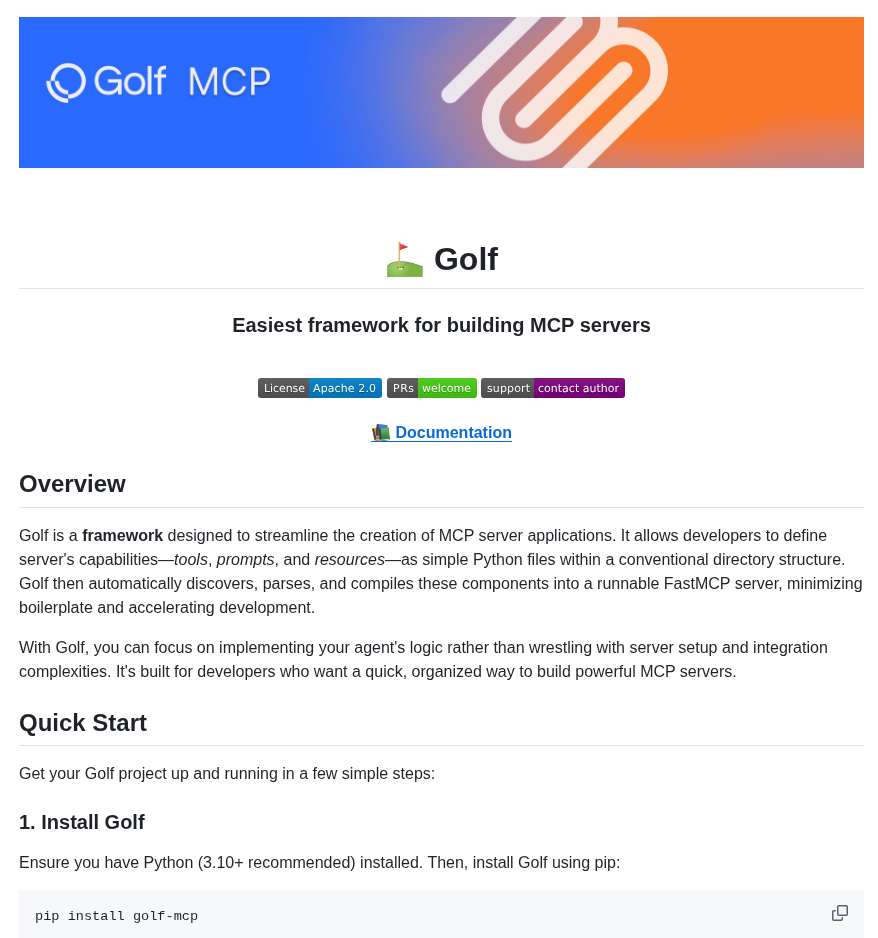 Golf MCP
Golf
Easiest framework for building MCP servers
License Apache 2.0 PRs welcome support contact author
Documentation
Overview
Golf is a framework designed to streamline the creation of MCP server applications. It allows developers to define
server's capabilities—tools, prompts, and resources—as simple Python files within a conventional directory structure.
Golf then automatically discovers, parses, and compiles these components into a runnable FastMCP server, minimizing
boilerplate and accelerating development.
With Golf, you can focus on implementing your agent's logic rather than wrestling with server setup and integration
complexities. It's built for developers who want a quick, organized way to build powerful MCP servers.
Quick Start
Get your Golf project up and running in a few simple steps:
1. Install Golf
Ensure you have Python (3.10+ recommended) installed. Then, install Golf using pip:
pip install golf-mcp